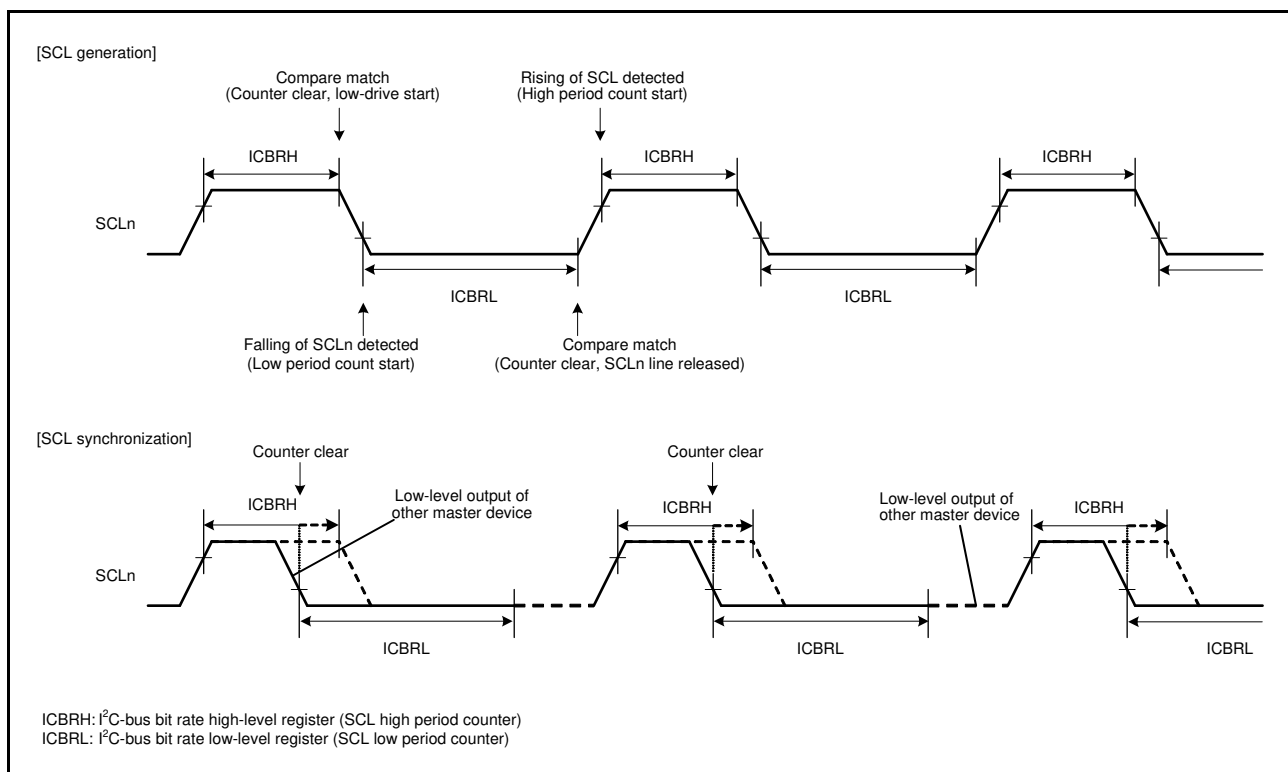 [SCL generation]
Compare match
(Counter clear, low-drive start)
Rising of SCL detected
(High period count start)
ICBRH
ICBRH
ICBRH
SCLn
ICBRL
ICBRL
Falling of SCLn detected
(Low period count start)
Compare match
(Counter clear, SCLn line released)
[SCL synchronization]
Counter clear
Counter clear
ICBRH
Low-level output of
other master device
ICBRH
Low-level output of
other master device
ICBRH
SCLn
ICBRL
ICBRL
ICBRL
ICBRH: I²C-bus bit rate high-level register (SCL high period counter)
ICBRL: I²C-bus bit rate low-level register (SCL low period counter)